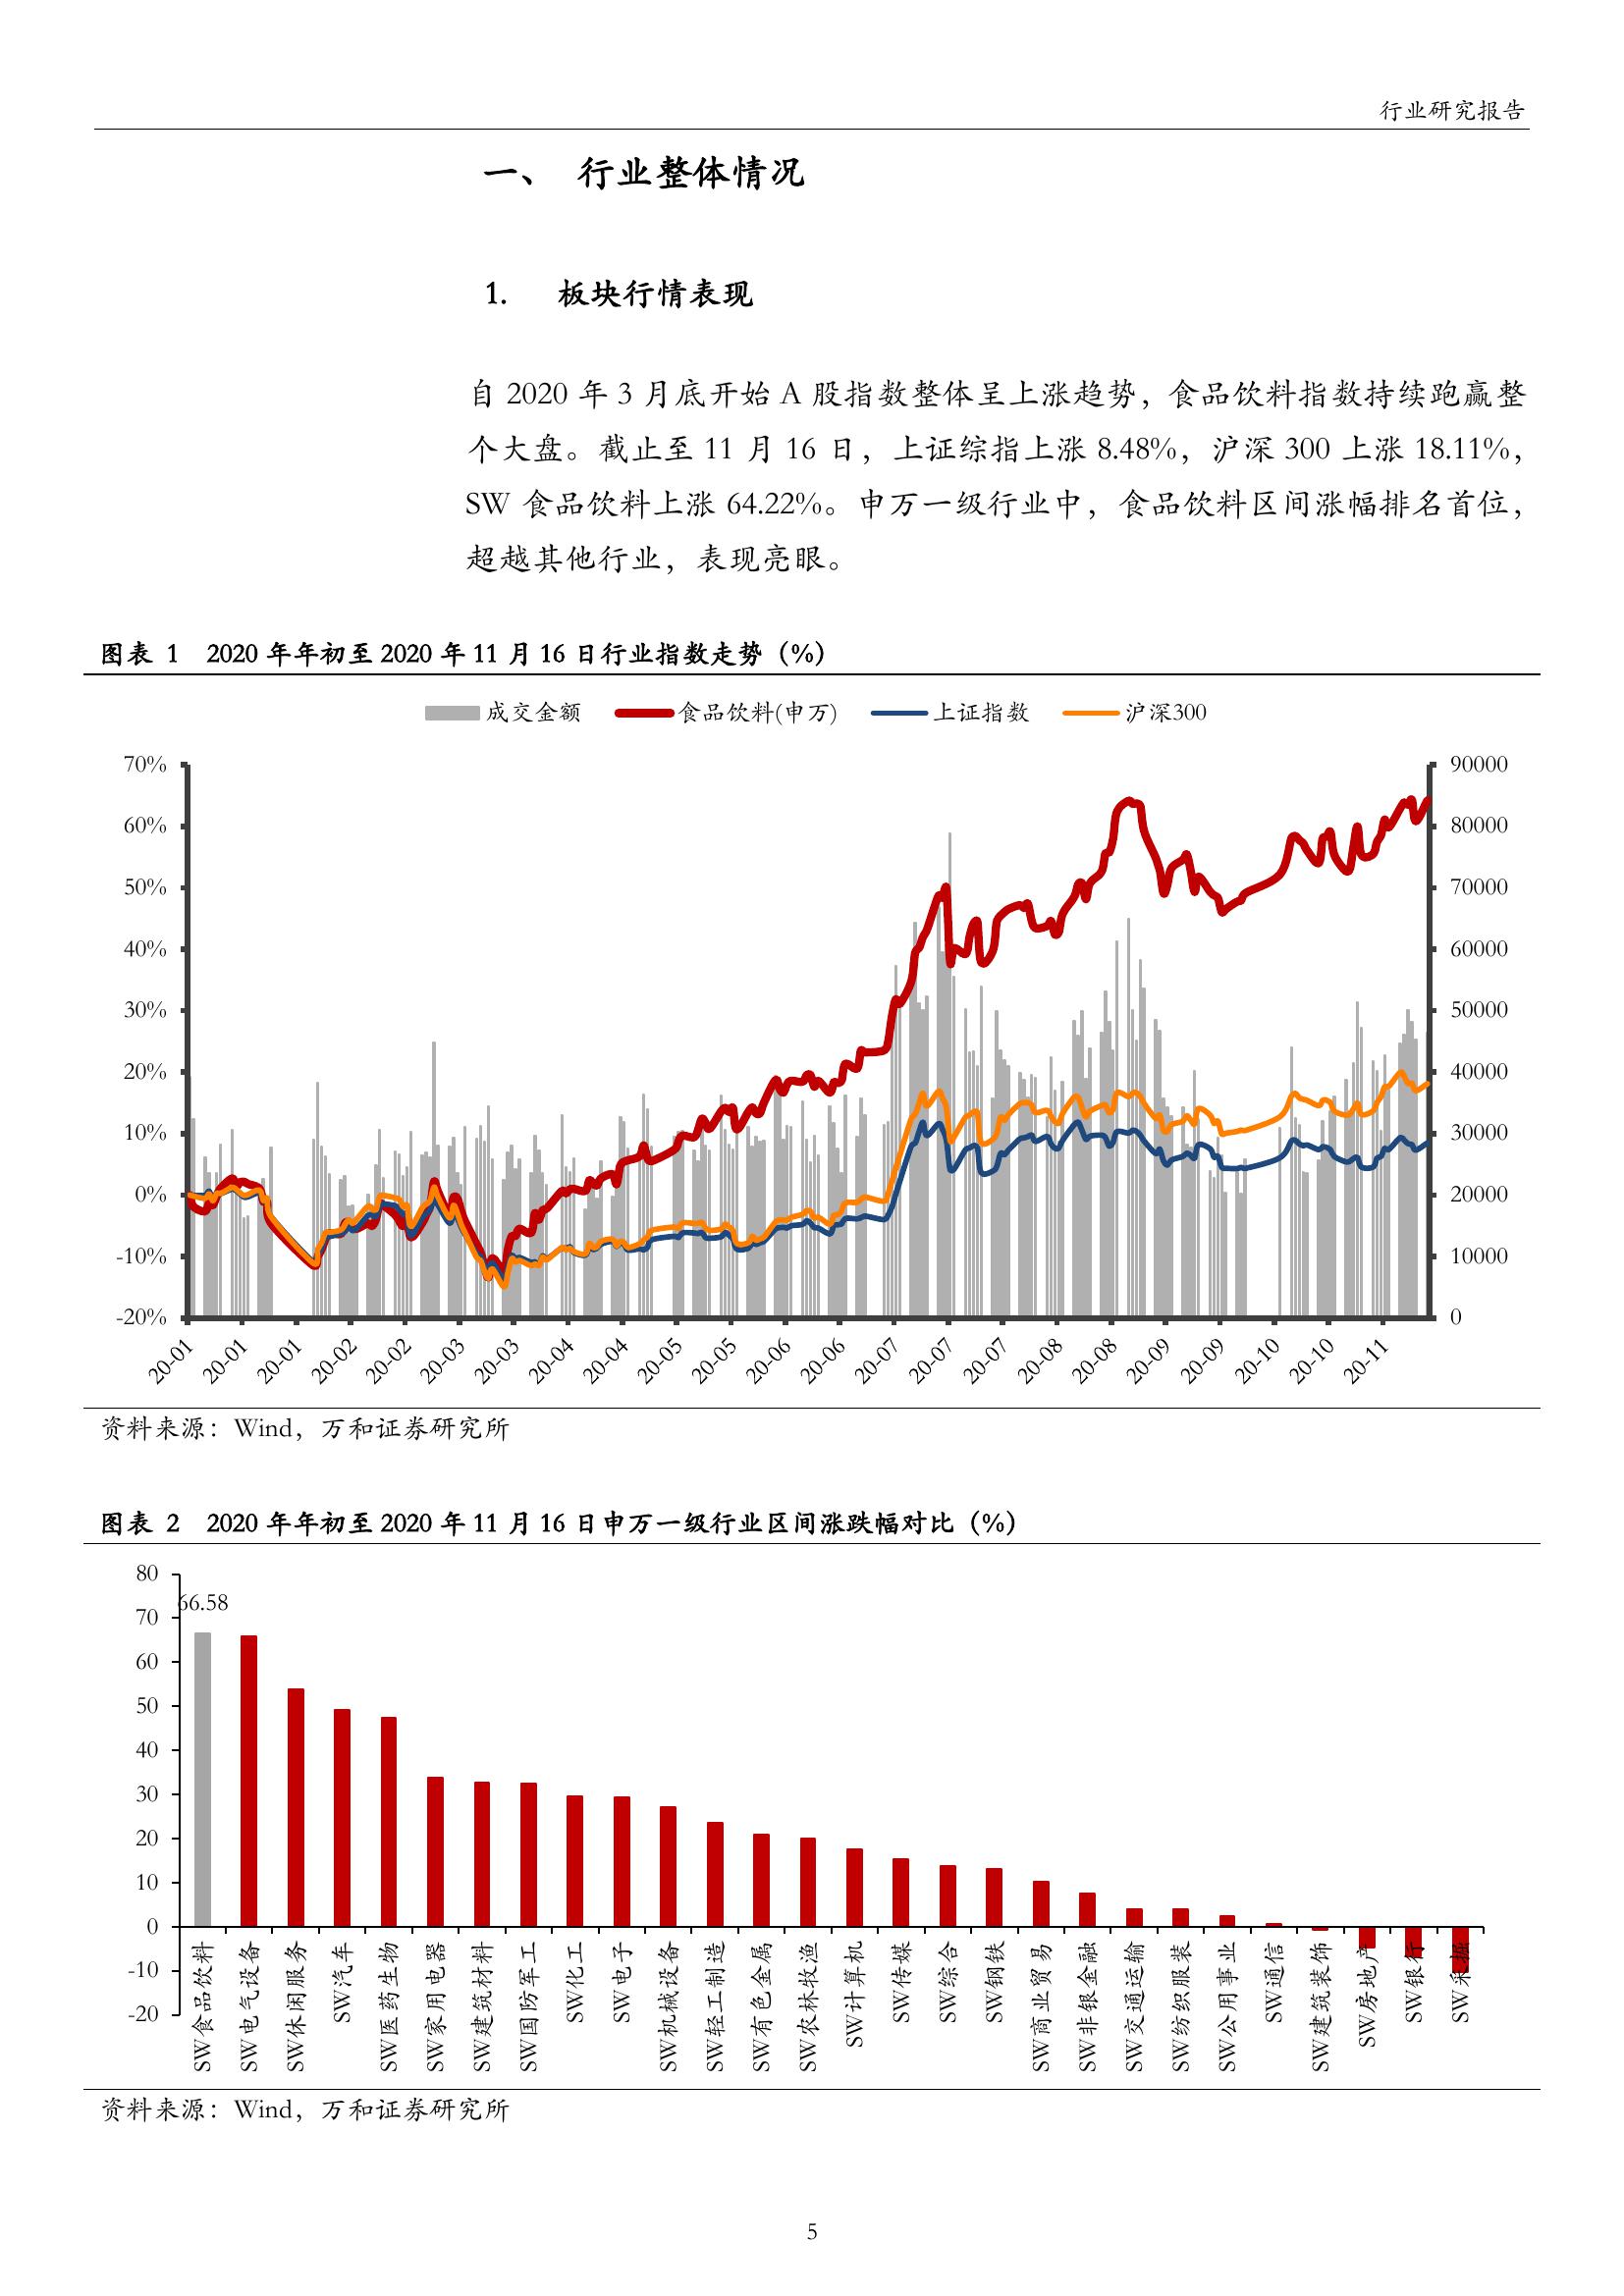 行业研究报告
一、 行业整体情况
1. 板块行情表现
自 2020 年 3 月底开始 A 股指数整体呈上涨趋势，食品饮料指数持续跑赢整
个大盘。截止至 11 月 16 日，上证综指上涨 8.48%，沪深 300 上涨 18.11%，
SW 食品饮料上涨 64.22%。申万一级行业中，食品饮料区间涨幅排名首位，
超越其他行业，表现亮眼。
图表 1 2020 年年初至 2020 年 11 月 16 日行业指数走势（%）
成交金额 食品饮料(申万) 上证指数 沪深300
70% 90000
60% 80000
50% 70000
40% 60000
30% 50000
20% 40000
10% 30000
0% 20000
-10% 10000
-20% 0
20-01 20-01 20-01 20-02 20-02 20-03 20-03 20-04 20-04 20-05 20-05 20-06 20-06 20-07 20-07 20-07 20-08 20-08 20-09 20-09 20-10 20-10 20-11
资料来源：Wind，万和证券研究所
图表 2 2020 年年初至 2020 年 11 月 16 日申万一级行业区间涨跌幅对比（%）
80
66.58
70
60
50
40
30
20
10
0
-10
-20
SW食品饮料
SW电气设备
SW休闲服务
SW汽车
SW医药生物
SW家用电器
SW建筑材料
SW国防军工
SW化工
SW电子
SW机械设备
SW轻工制造
SW有色金属
SW农林牧渔
SW计算机
SW传媒
SW综合
SW钢铁
SW商业贸易
SW非银金融
SW交通运输
SW纺织服装
SW公用事业
SW通信
SW建筑装饰
SW房地产
SW银行
SW采掘
资料来源：Wind，万和证券研究所
5